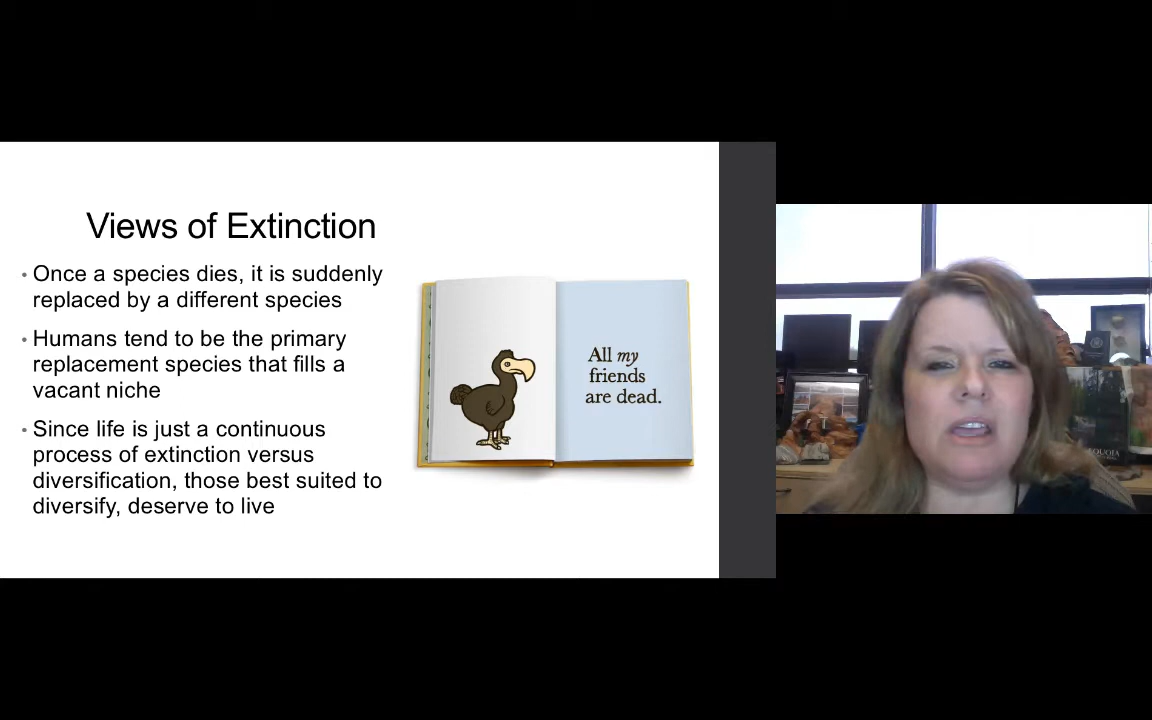 Views of Extinction
• Once a species dies, it is suddenly
replaced by a different species
• Humans tend to be the primary
replacement species that fills a
vacant niche
• Since life is just a continuous
process of extinction versus
diversification, those best suited to
diversify, deserve to live
All my
friends
are dead.